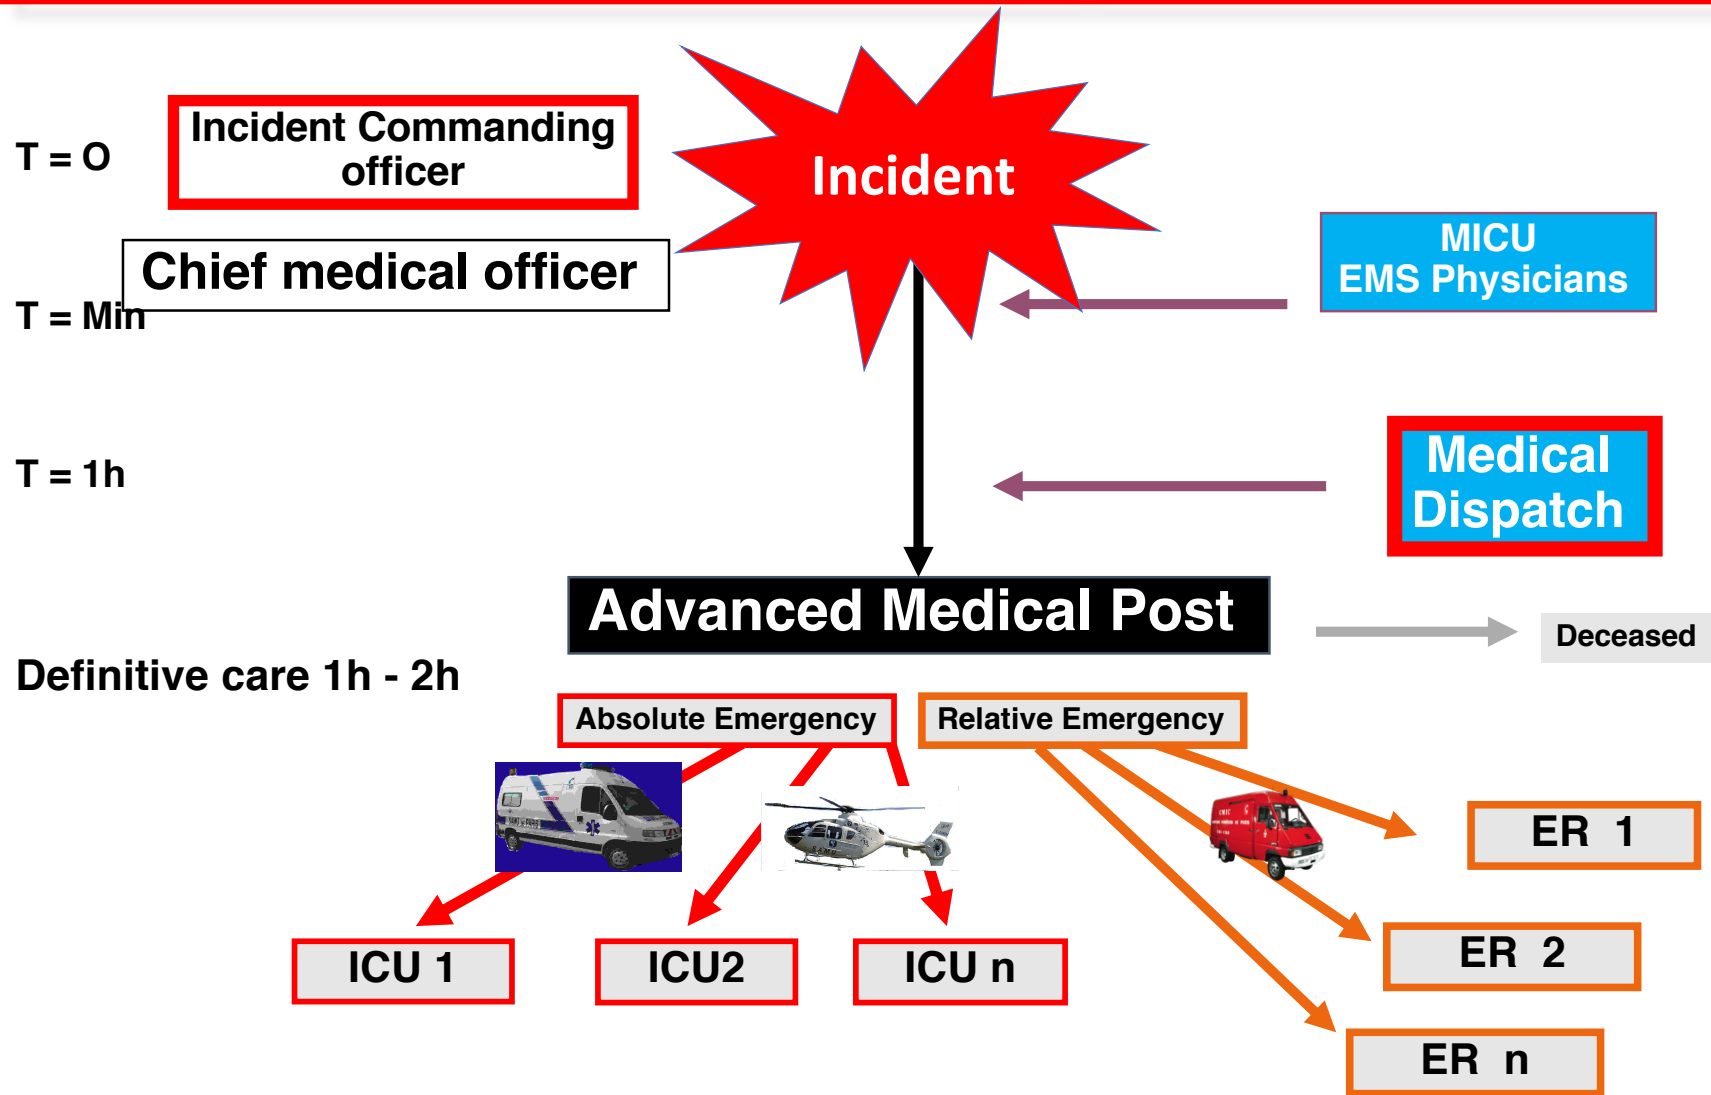 Incident Commanding
officer
T = O
Incident
Chief medical officer
MICU
EMS Physicians
T = Min
Medical
Dispatch
T = 1h
Advanced Medical Post
Deceased
Definitive care 1h - 2h
Absolute Emergency
Relative Emergency
ER 1
ICU 1
ICU2
ICU n
ER 2
ER n